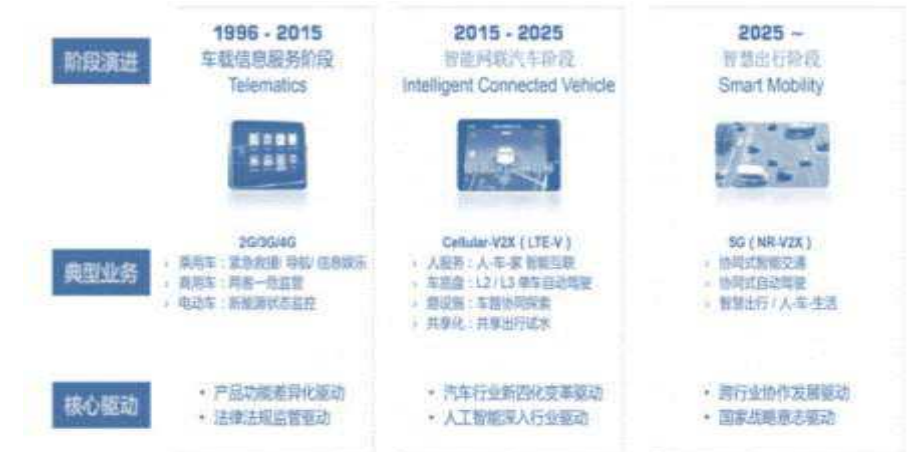 阶段演进
1996 - 2015
车载信息服务阶段
Telematics
2015 - 2025
智能网联汽车阶段
Intelligent Connected Vehicle
2025 ~
智慧出行阶段
Smart Mobility
典型业务
2G/3G/4G
› 乘用车：紧急救援/ 导航/ 信息娱乐
› 商用车：两客一危监管
› 电动车：新能源状态监控
Cellular-V2X ( LTE-V )
› 人服务：人-车-家 智能互联
› 车底盘：L2 / L3 单车自动驾驶
› 路设施：车路协同探索
› 共享化：共享出行试水
5G ( NR-V2X )
› 协同式智能交通
› 协同式自动驾驶
› 智慧出行 / 人-车-生活
核心驱动
• 产品功能差异化驱动
• 法律法规监管驱动
• 汽车行业新四化变革驱动
• 人工智能深入行业驱动
• 跨行业协作发展驱动
• 国家战略意志驱动